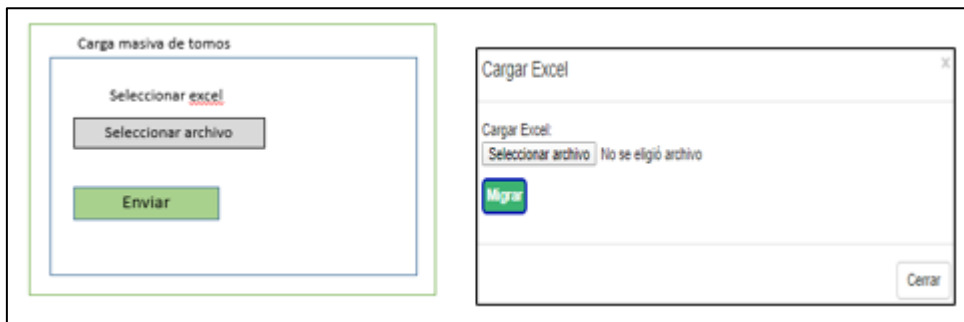 Carga masiva de tomos
Seleccionar excel
Seleccionar archivo
Enviar
Cargar Excel
x
Cargar Excel:
Seleccionar archivo No se eligió archivo
Migrar
Cerrar